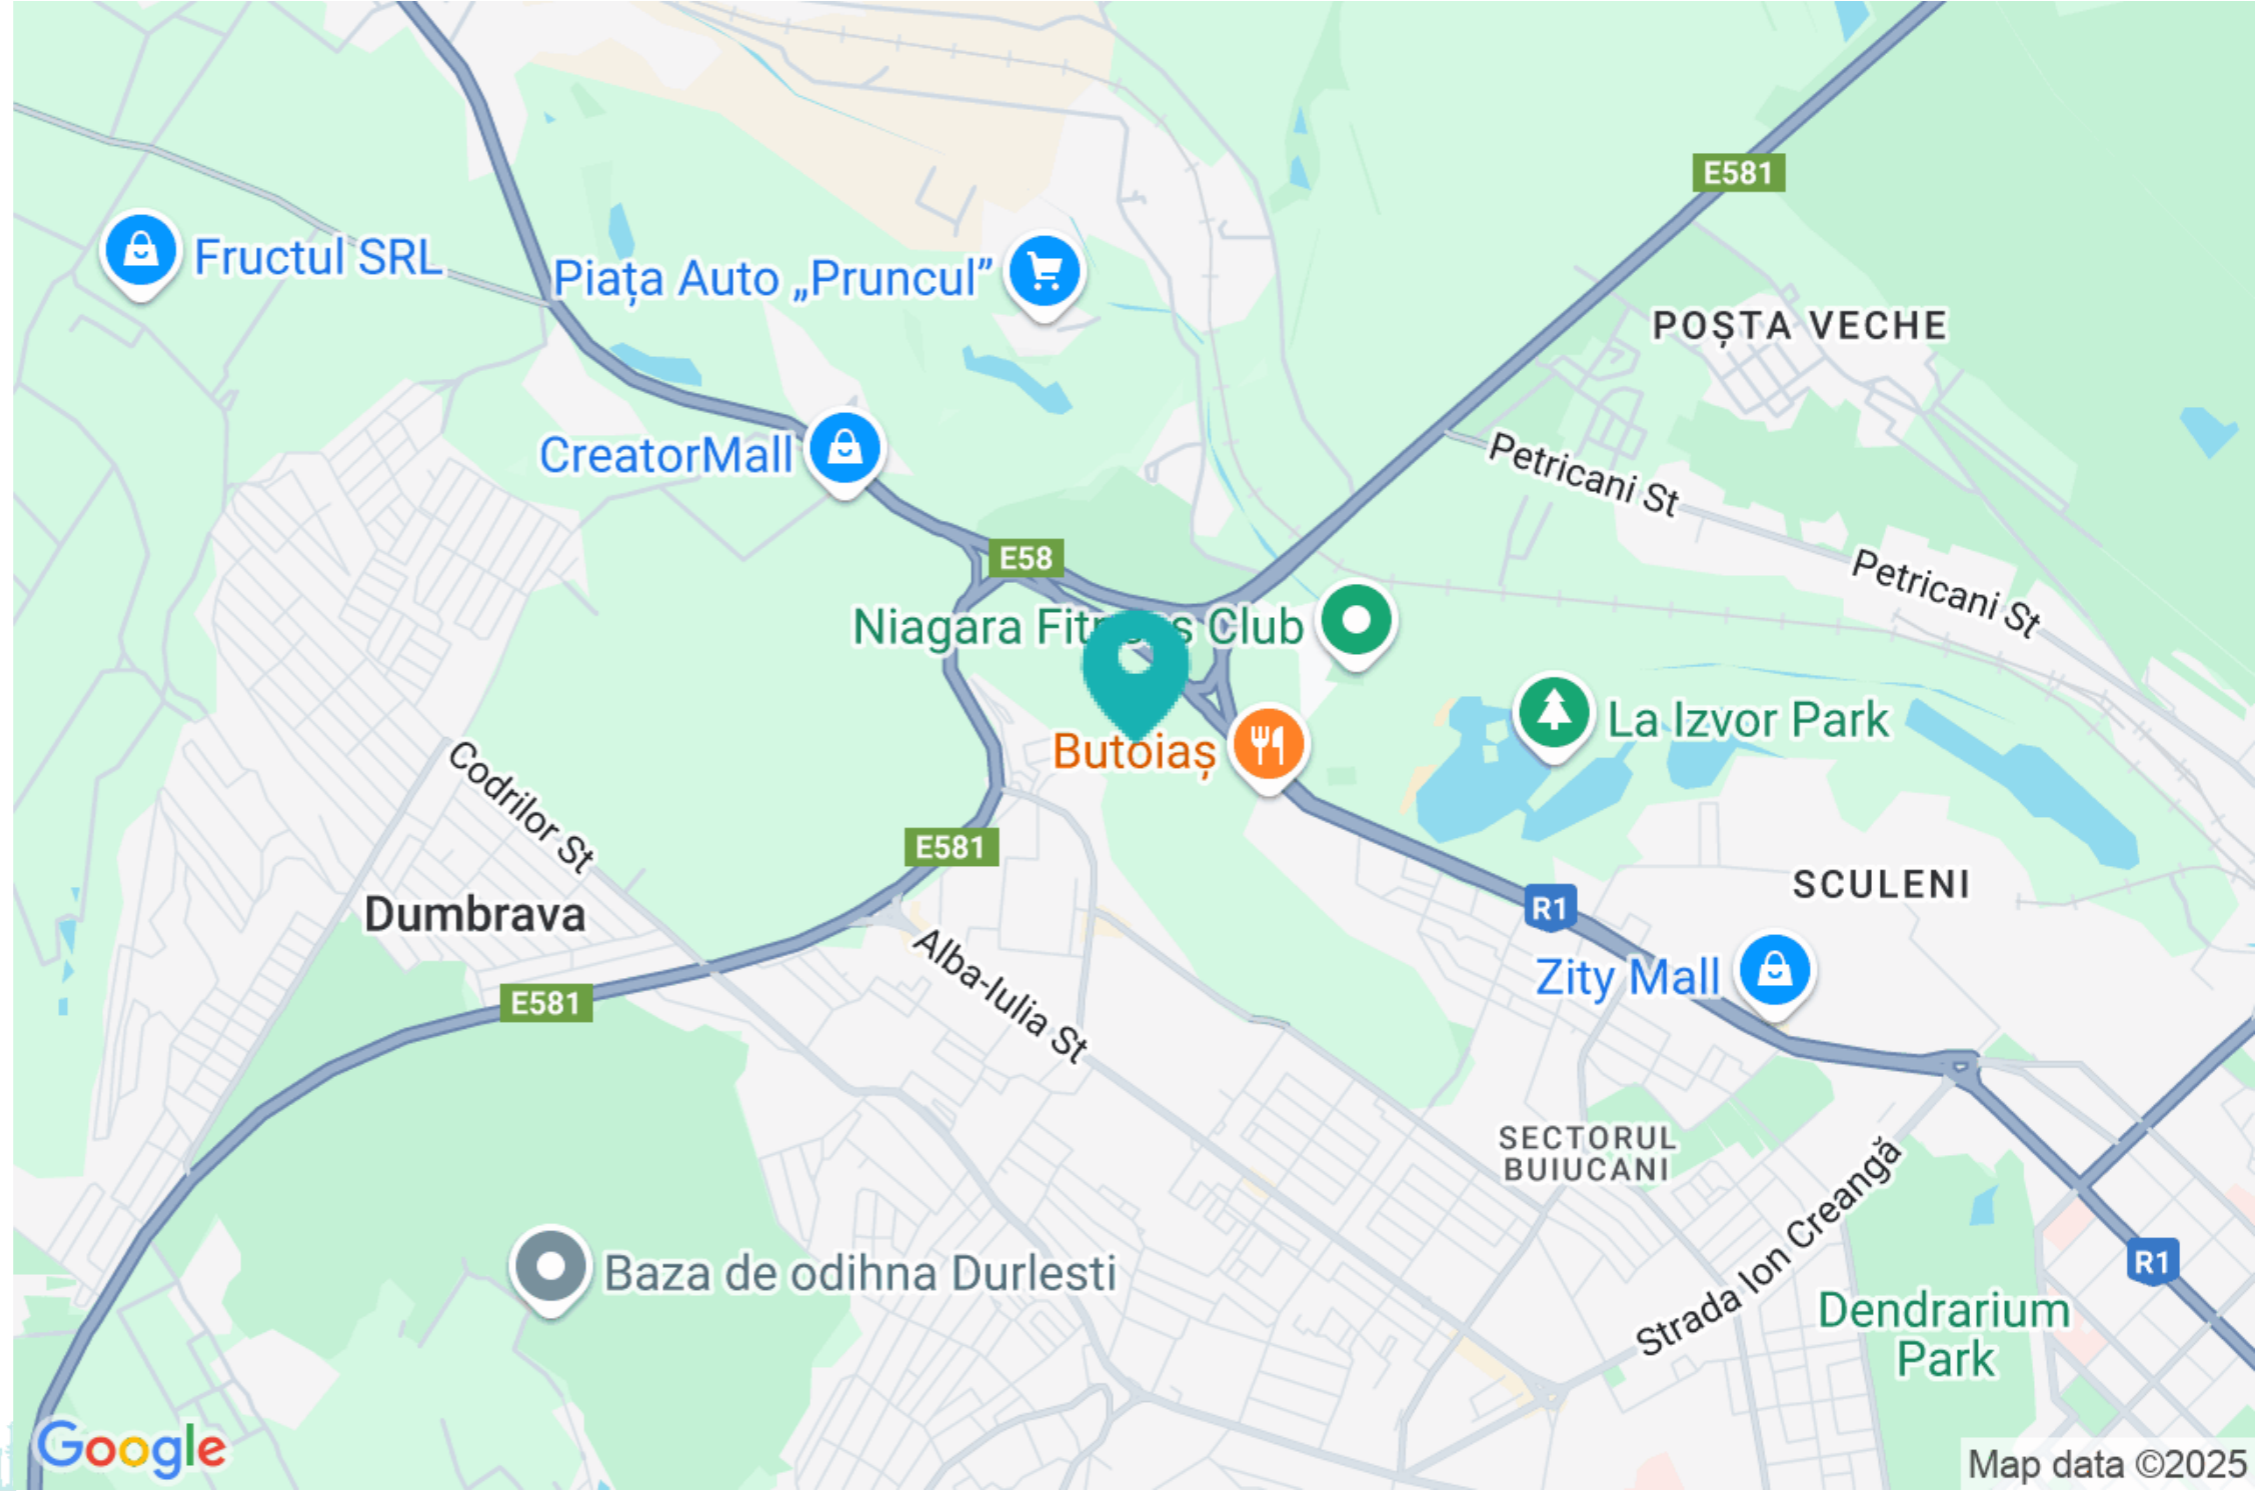 E581
Fructul SRL
Piața Auto „Pruncul”
POȘTA VECHE
CreatorMall
Petricani St
E58
Petricani St
Niagara Fitness Club
La Izvor Park
Butoiaș
Codrilor St
E581
SCULENI
Dumbrava
R1
Alba-Iulia St
Zity Mall
E581
SECTORUL
BUIUCANI
Strada Ion Creangă
Baza de odihna Durlesti
R1
Dendrarium
Park
Google
Map data ©2025